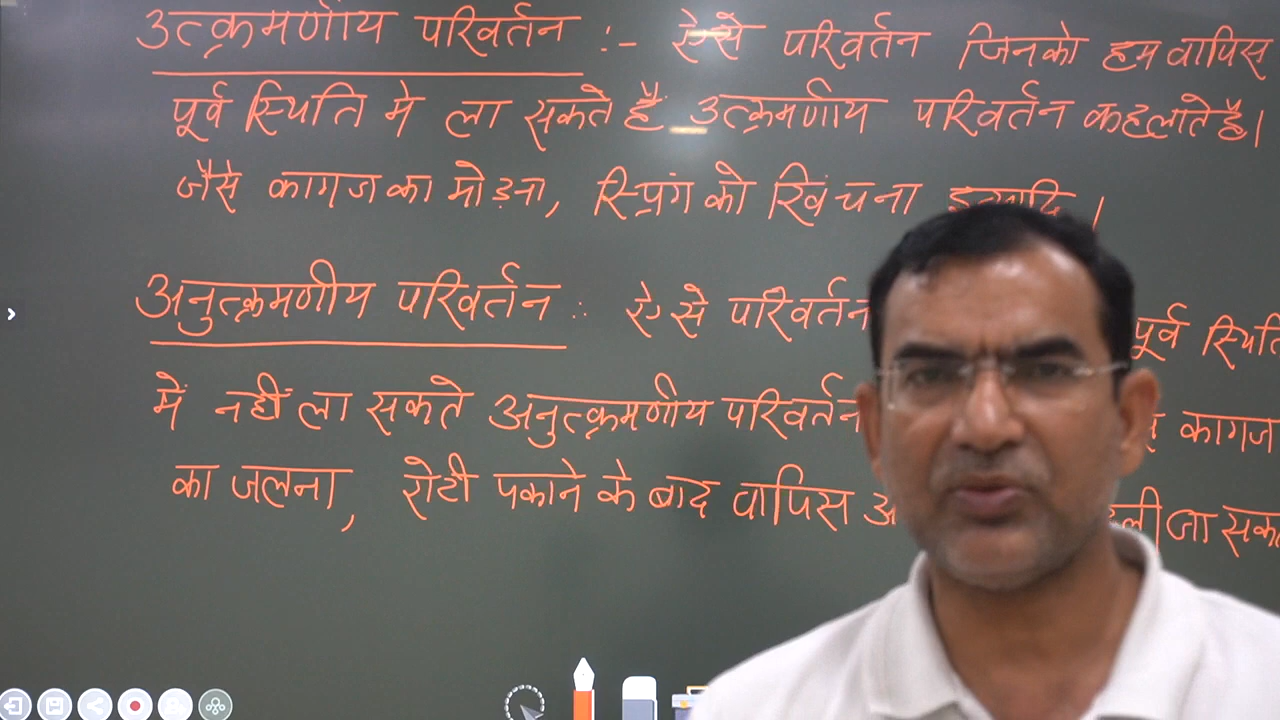 उत्क्रमणीय परिवर्तन :- ऐसे परिवर्तन जिनको हम वापिस
पूर्व स्थिति मे ला सकते है उत्क्रमणीय परिवर्तन कहलाते है।
जैसे कागज का मोड़ना, स्प्रिंग को खिंचना इत्यादि ।
अनुत्क्रमणीय परिवर्तन : ऐसे परिवर्तन पूर्व स्थिति
में नहीं ला सकते अनुत्क्रमणीय परिवर्तन कागज
का जलना, रोटी पकाने के बाद वापिस जा सकत